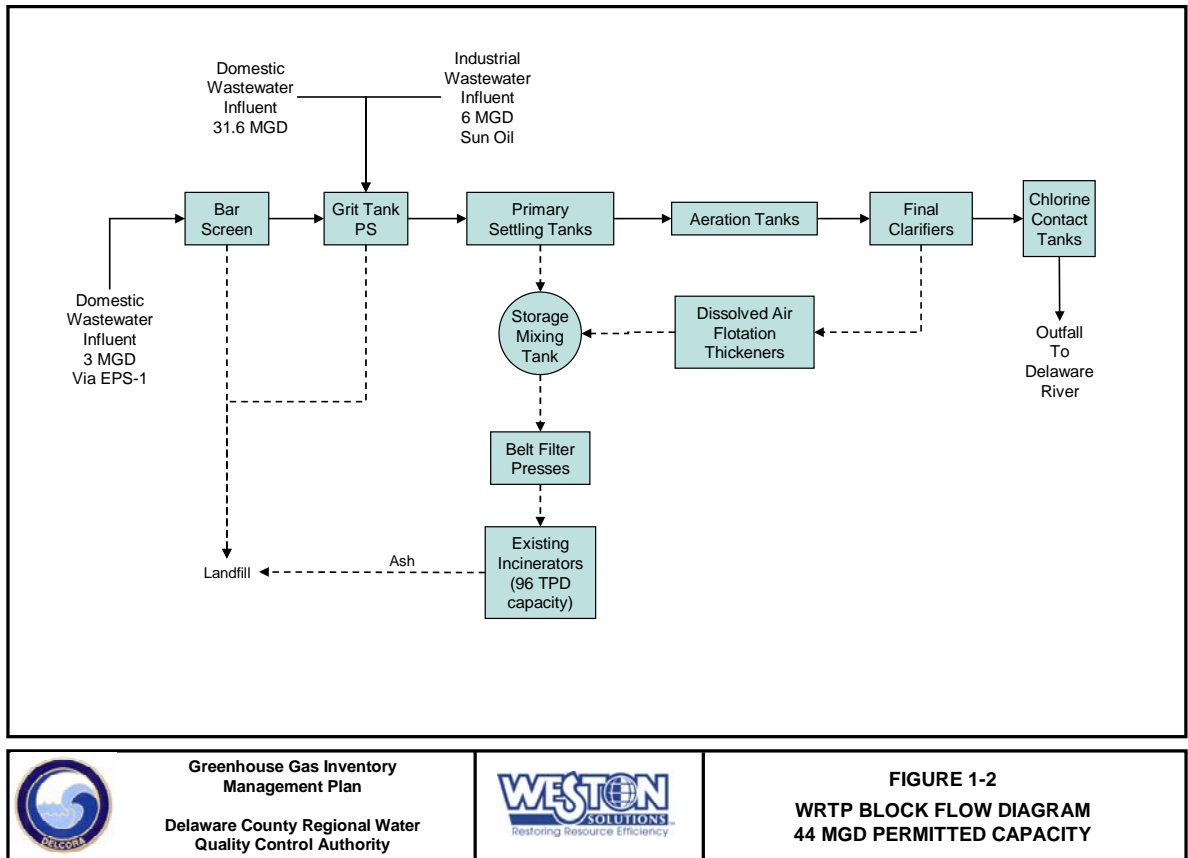 Domestic
Wastewater
Influent
31.6 MGD
Industrial
Wastewater
Influent
6 MGD
Sun Oil
Bar
Screen
Grit Tank
PS
Primary
Settling Tanks
Aeration Tanks
Final
Clarifiers
Chlorine
Contact
Tanks
Domestic
Wastewater
Influent
3 MGD
Via EPS-1
Storage
Mixing
Tank
Dissolved Air
Flotation
Thickeners
Outfall
To
Delaware
River
Belt Filter
Presses
Existing
Incinerators
(96 TPD
capacity)
Ash
Landfill
DELCORA
Greenhouse Gas Inventory
Management Plan
Delaware County Regional Water
Quality Control Authority
WESTON
SOLUTIONS
Restoring Resource Efficiency
FIGURE 1-2
WRTP BLOCK FLOW DIAGRAM
44 MGD PERMITTED CAPACITY